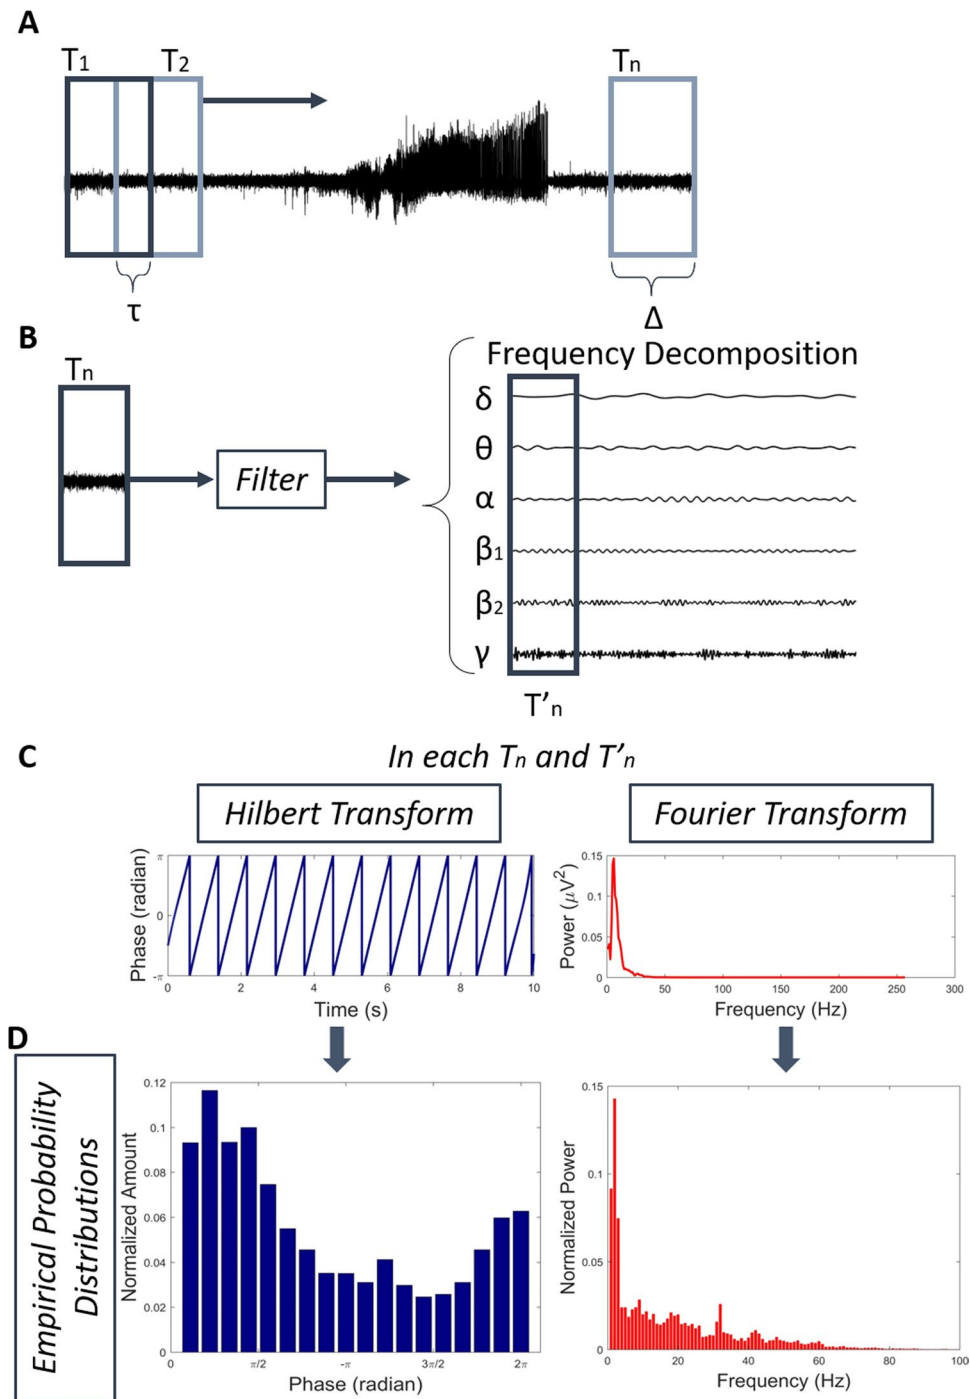 A
T1
T2
Tn
τ
Δ
B
Tn
Filter
Frequency Decomposition
δ
θ
α
β1
β2
γ
T’n
C
In each Tn and T’n
Hilbert Transform
Fourier Transform
Phase (radian)
π
0
-π
0
2
4
6
8
10
Time (s)
Power (μV2)
0.15
0.1
0.05
0
0
50
100
150
200
250
300
Frequency (Hz)
D
Empirical Probability
Distributions
Normalized Amount
0.12
0.1
0.08
0.06
0.04
0.02
0
0
π/2
-π
3π/2
2π
Phase (radian)
Normalized Power
0.15
0.1
0.05
0
0
20
40
60
80
100
Frequency (Hz)